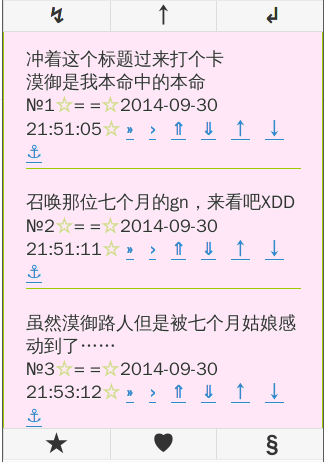 ↯ ↑ ↲
冲着这个标题过来打个卡
漠御是我本命中的本命
№1☆= =☆2014-09-30
21:51:05☆ » › ⇑ ⇓ ↑ ↓
⚓
召唤那位七个月的gn，来看吧XDD
№2☆= =☆2014-09-30
21:51:11☆ » › ⇑ ⇓ ↑ ↓
⚓
虽然漠御路人但是被七个月姑娘感
动到了……
№3☆= =☆2014-09-30
21:53:12☆ » › ⇑ ⇓ ↑ ↓
⚓
★ ♥ §